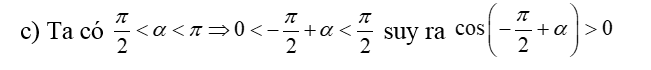 c) Ta có π/2 < α < π ⇒ 0 < −π/2 + α < π/2 suy ra cos(−π/2 + α) > 0